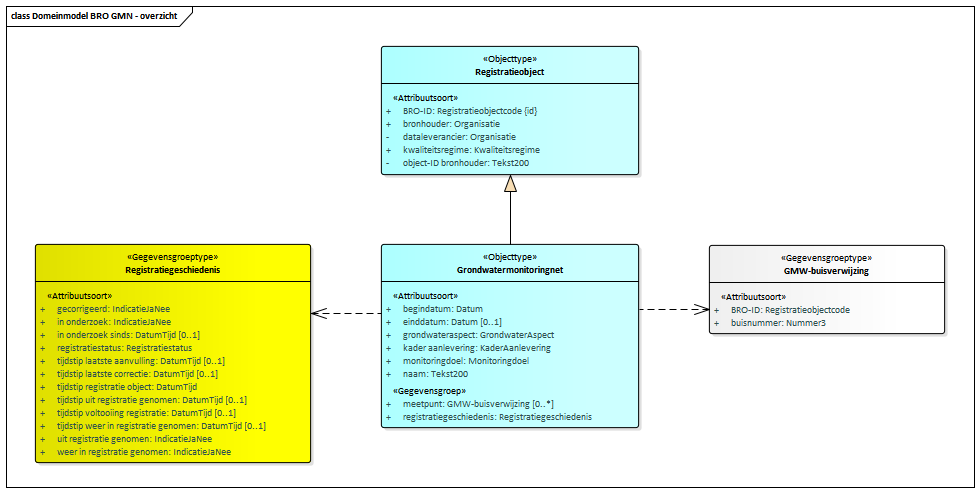 class Domeinmodel BRO GMN - overzicht
«Objecttype»
Registratieobject
«Attribuutsoort»
+ BRO-ID: Registratieobjectcode {id}
+ bronhouder: Organisatie
- dataleverancier: Organisatie
+ kwaliteitsregime: Kwaliteitsregime
- object-ID bronhouder: Tekst200
«Gegevensgroeptype»
Registratiegeschiedenis
«Attribuutsoort»
+ gecorrigeerd: IndicatieJaNee
+ in onderzoek: IndicatieJaNee
+ in onderzoek sinds: DatumTijd [0..1]
+ registratiestatus: Registratiestatus
+ tijdstip laatste aanvulling: DatumTijd [0..1]
+ tijdstip laatste correctie: DatumTijd [0..1]
+ tijdstip registratie object: DatumTijd
+ tijdstip uit registratie genomen: DatumTijd [0..1]
+ tijdstip voltooiing registratie: DatumTijd [0..1]
+ tijdstip weer in registratie genomen: DatumTijd [0..1]
+ uit registratie genomen: IndicatieJaNee
+ weer in registratie genomen: IndicatieJaNee
«Objecttype»
Grondwatermonitoringnet
«Attribuutsoort»
+ begindatum: Datum
+ einddatum: Datum [0..1]
+ grondwateraspect: GrondwaterAspect
+ kader aanlevering: KaderAanlevering
+ monitoringdoel: Monitoringdoel
+ naam: Tekst200
«Gegevensgroep»
+ meetpunt: GMW-buisverwijzing [0..*]
+ registratiegeschiedenis: Registratiegeschiedenis
«Gegevensgroeptype»
GMW-buisverwijzing
«Attribuutsoort»
+ BRO-ID: Registratieobjectcode
+ buisnummer: Nummer3